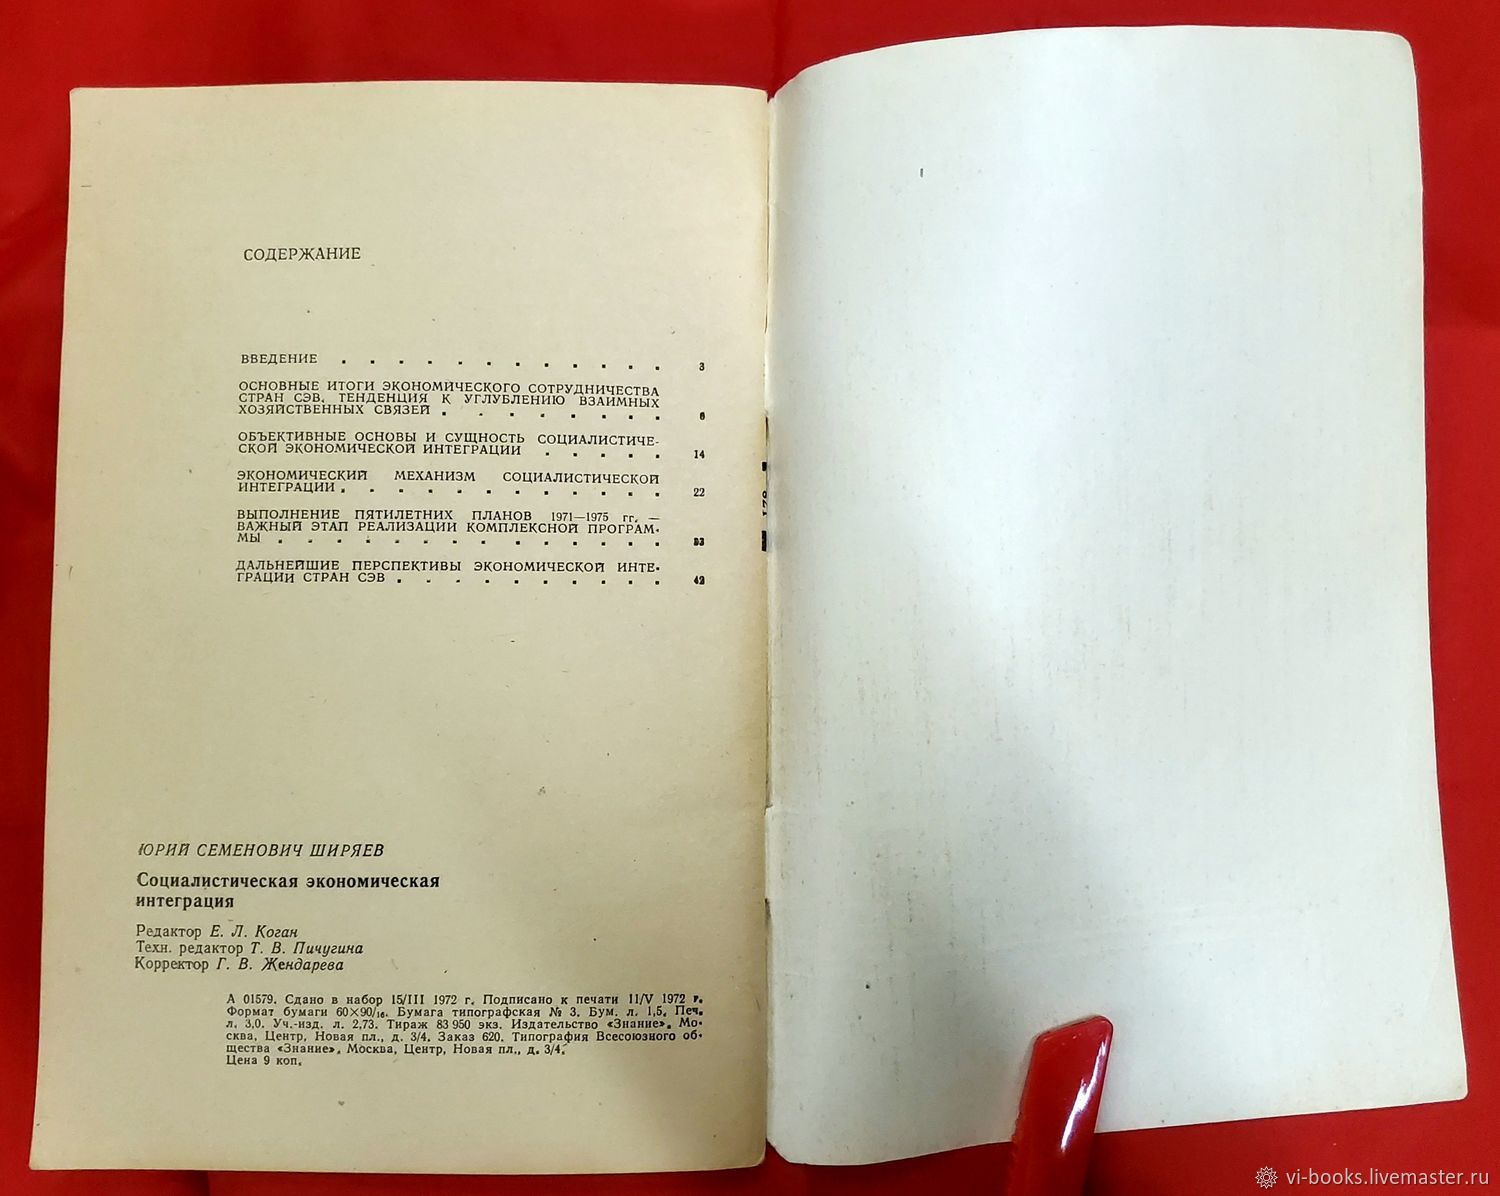 СОДЕРЖАНИЕ
ВВЕДЕНИЕ . . . . . . . . . . . . 3
ОСНОВНЫЕ ИТОГИ ЭКОНОМИЧЕСКОГО СОТРУДНИЧЕСТВА
СТРАН СЭВ. ТЕНДЕНЦИЯ К УГЛУБЛЕНИЮ ВЗАИМНЫХ
ХОЗЯЙСТВЕННЫХ СВЯЗЕЙ . . . . . . . . 6
ОБЪЕКТИВНЫЕ ОСНОВЫ И СУЩНОСТЬ СОЦИАЛИСТИЧЕ-
СКОЙ ЭКОНОМИЧЕСКОЙ ИНТЕГРАЦИИ . . . . . 14
ЭКОНОМИЧЕСКИЙ МЕХАНИЗМ СОЦИАЛИСТИЧЕСКОЙ
ИНТЕГРАЦИИ . . . . . . . . . . . . 22
ВЫПОЛНЕНИЕ ПЯТИЛЕТНИХ ПЛАНОВ 1971—1975 гг. —
ВАЖНЫЙ ЭТАП РЕАЛИЗАЦИИ КОМПЛЕКСНОЙ ПРОГРАМ-
МЫ . . . . . . . . . . . . . . 33
ДАЛЬНЕЙШИЕ ПЕРСПЕКТИВЫ ЭКОНОМИЧЕСКОЙ ИНТЕ-
ГРАЦИИ СТРАН СЭВ . . . . . . . . . . 42
ЮРИЙ СЕМЕНОВИЧ ШИРЯЕВ
Социалистическая экономическая
интеграция
Редактор Е. Л. Коган
Техн. редактор Т. В. Пичугина
Корректор Г. В. Жендарева
А 01579. Сдано в набор 15/III 1972 г. Подписано к печати 11/V 1972 г.
Формат бумаги 60×90/16. Бумага типографская № 3. Бум. л. 1,5. Печ.
л. 3,0. Уч.-изд. л. 2,73. Тираж 83 950 экз. Издательство «Знание». Мо-
сква, Центр, Новая пл., д. 3/4. Заказ 620. Типография Всесоюзного об-
щества «Знание». Москва, Центр, Новая пл., д. 3/4.
Цена 9 коп.
vi-books.livemaster.ru